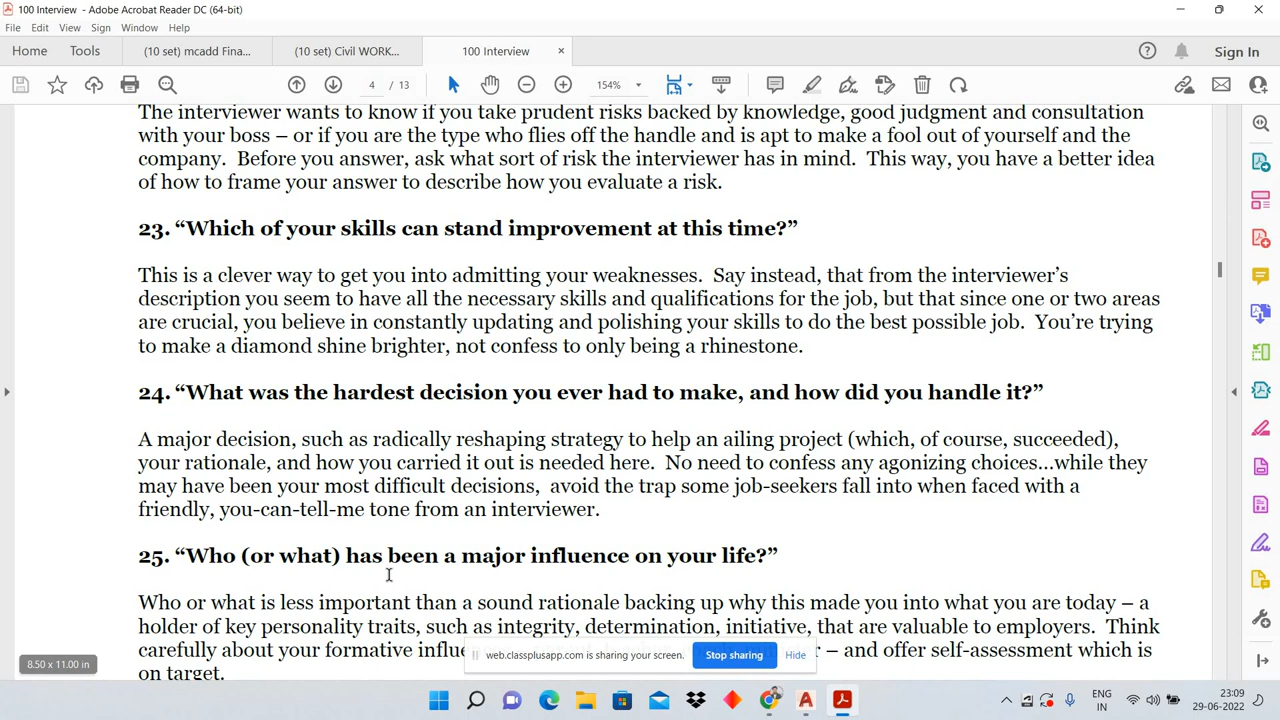 100 Interview - Adobe Acrobat Reader DC (64-bit)
File Edit View Sign Window Help
Home Tools (10 set) mcadd Fina... (10 set) Civil WORK... 100 Interview × Sign In
4 / 13 154%
The interviewer wants to know if you take prudent risks backed by knowledge, good judgment and consultation
with your boss – or if you are the type who flies off the handle and is apt to make a fool out of yourself and the
company. Before you answer, ask what sort of risk the interviewer has in mind. This way, you have a better idea
of how to frame your answer to describe how you evaluate a risk.
23. “Which of your skills can stand improvement at this time?”
This is a clever way to get you into admitting your weaknesses. Say instead, that from the interviewer’s
description you seem to have all the necessary skills and qualifications for the job, but that since one or two areas
are crucial, you believe in constantly updating and polishing your skills to do the best possible job. You’re trying
to make a diamond shine brighter, not confess to only being a rhinestone.
24. “What was the hardest decision you ever had to make, and how did you handle it?”
A major decision, such as radically reshaping strategy to help an ailing project (which, of course, succeeded),
your rationale, and how you carried it out is needed here. No need to confess any agonizing choices…while they
may have been your most difficult decisions, avoid the trap some job-seekers fall into when faced with a
friendly, you-can-tell-me tone from an interviewer.
25. “Who (or what) has been a major influence on your life?”
Who or what is less important than a sound rationale backing up why this made you into what you are today – a
holder of key personality traits, such as integrity, determination, initiative, that are valuable to employers. Think
carefully about your formative – and offer self-assessment which is
web.classplusapp.com is sharing your screen. Stop sharing Hide
8.50 x 11.00 in
on target.
ENG
IN
23:09
29-06-2022